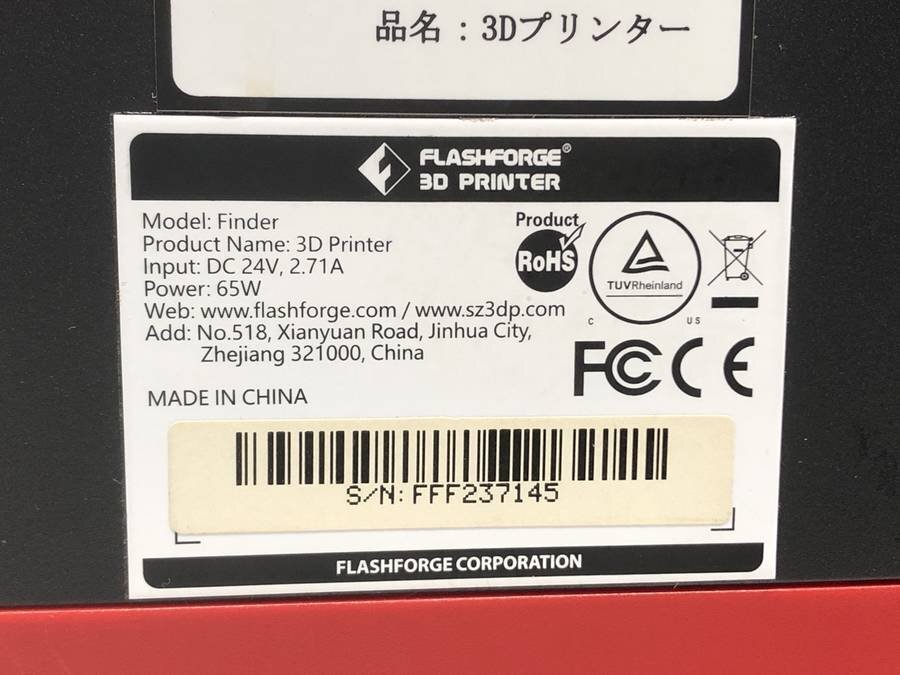 品名：3Dプリンター
FLASHFORGE®
3D PRINTER
Model: Finder
Product Name: 3D Printer
Input: DC 24V, 2.71A
Power: 65W
Web: www.flashforge.com / www.sz3dp.com
Add: No.518, Xianyuan Road, Jinhua City,
Zhejiang 321000, China
MADE IN CHINA
Product
RoHS
TUVRheinland
C US
FC CE
S/N: FFF237145
FLASHFORGE CORPORATION